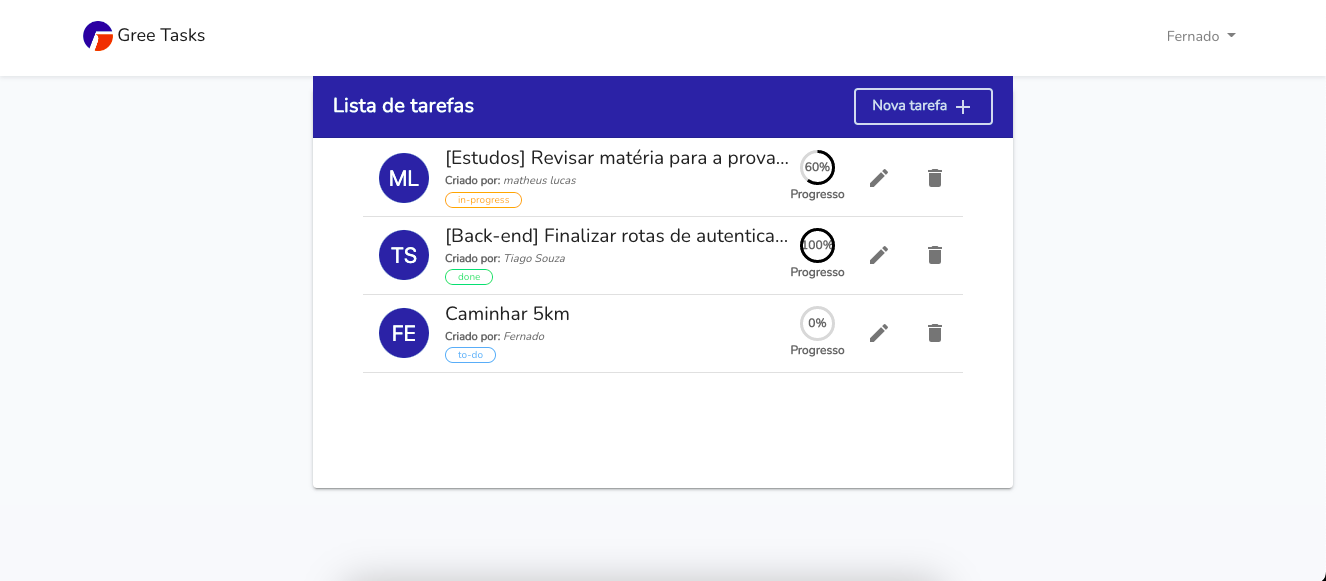 Gree Tasks
Fernado
Lista de tarefas
Nova tarefa
ML
[Estudos] Revisar matéria para a prova...
Criado por: matheus lucas
in-progress
60%
Progresso
TS
[Back-end] Finalizar rotas de autentica...
Criado por: Tiago Souza
done
100%
Progresso
FE
Caminhar 5km
Criado por: Fernado
to-do
0%
Progresso